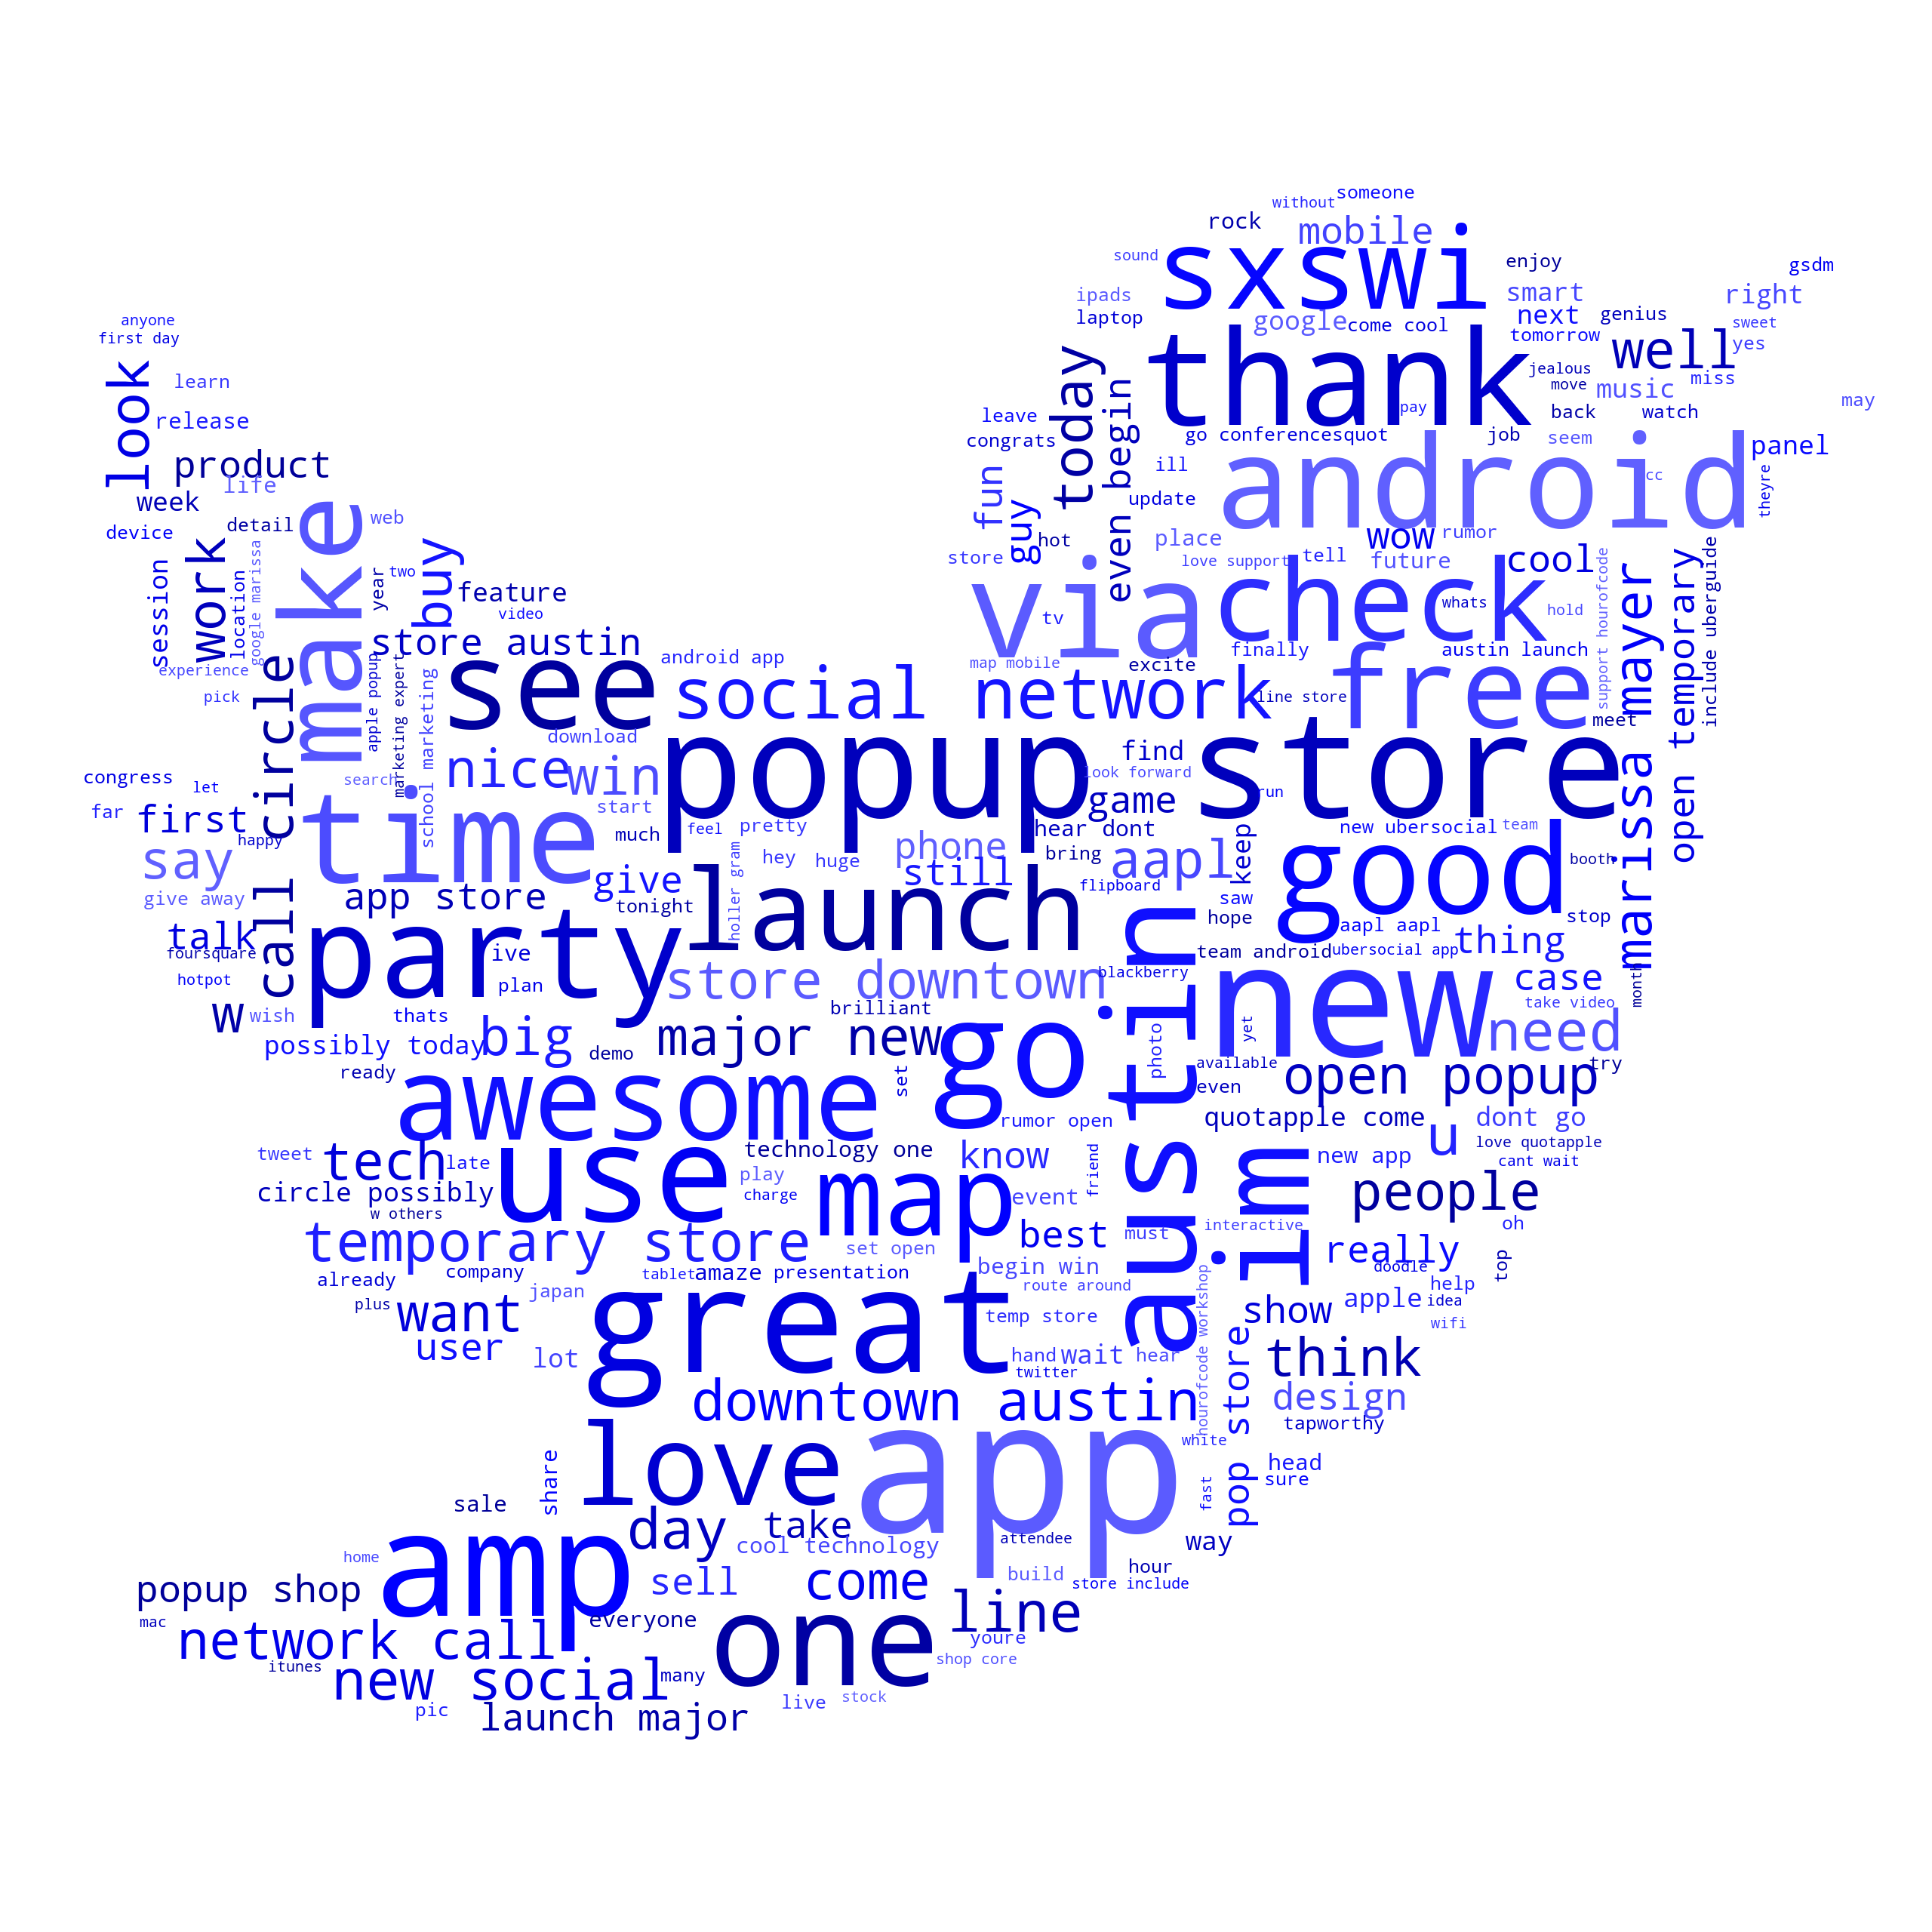 someone
without
rock
mobile
sxswi
sound
enjoy
gsdm
ipads
smart
right
laptop
google
come cool
next
genius
tomorrow
sweet
anyone
first day
thank
well
yes
look
learn
today
even begin
jealous
move
music
miss
pay
may
release
leave
back
watch
congrats
go conferencesquot
job
seem
panel
product
fun
ill
android
cc
theyre
life
week
guy
update
make
web
device
detail
hot
place
wow
rumor
work
buy
store
via
love support
tell
future
check
cool
session
location
google marissa
year
two
feature
video
tv
whats
hold
support hourofcode
marissa mayer
open temporary
include uberguide
store austin
see
android app
map mobile
excite
finally
austin launch
experience
pick
call circle
apple popup
marketing expert
school marketing
social network
line store
free
meet
download
popup store
find
nice
win
look forward
congress
let
search
game
run
far
first
time
start
much
feel
pretty
hear dont
new ubersocial
team
happy
say
hey
huge
phone
bring
aapl
keep
good
booth
still
flipboard
give
holler gram
launch
give away
app store
tonight
saw
hope
stop
talk
party
austin
aapl aapl
thing
foursquare
ive
team android
ubersocial app
hotpot
plan
store downtown
blackberry
new
case
month
w
wish
thats
brilliant
take video
possibly today
big
demo
major new
go
photo
yet
need
ready
awesome
set
available
even
open popup
try
rumor open
quotapple come
dont go
tweet
tech
late
use
technology one
know
friend
im
u
love quotapple
new app
cant wait
circle possibly
play
charge
map
event
people
w others
temporary store
best
must
interactive
oh
set open
really
already
company
tablet
amaze
presentation
begin win
doodle
top
plus
want
japan
great
route around
hourofcode workshop
help
apple
idea
user
temp store
show
wifi
lot
hand
wait
hear
pop store
think
twitter
downtown austin
design
love
app
white
tapworthy
share
fast
head
sure
sale
amp
day
take
attendee
way
home
cool technology
popup shop
sell
come
build
hour
store include
mac
everyone
one
line
network call
youre
itunes
new social
many
shop core
pic
launch major
live
stock